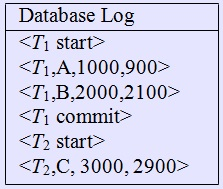 Database Log
<T1 start>
<T1,A,1000,900>
<T1,B,2000,2100>
<T1 commit>
<T2 start>
<T2,C, 3000, 2900>